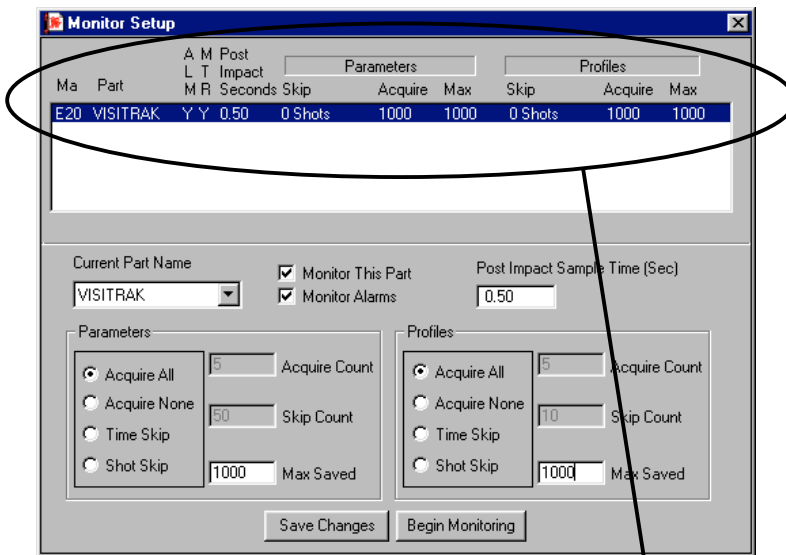 Monitor Setup
A M Post
L T Impact Parameters Profiles
Ma Part M R Seconds Skip Acquire Max Skip Acquire Max
E20 VISITRAK Y Y 0.50 0 Shots 1000 1000 0 Shots 1000 1000
Current Part Name
VISITRAK
Monitor This Part
Monitor Alarms
Post Impact Sample Time (Sec)
0.50
Parameters
Acquire All
Acquire None
Time Skip
Shot Skip
5 Acquire Count
50 Skip Count
1000 Max Saved
Profiles
Acquire All
Acquire None
Time Skip
Shot Skip
5 Acquire Count
10 Skip Count
1000 Max Saved
Save Changes
Begin Monitoring